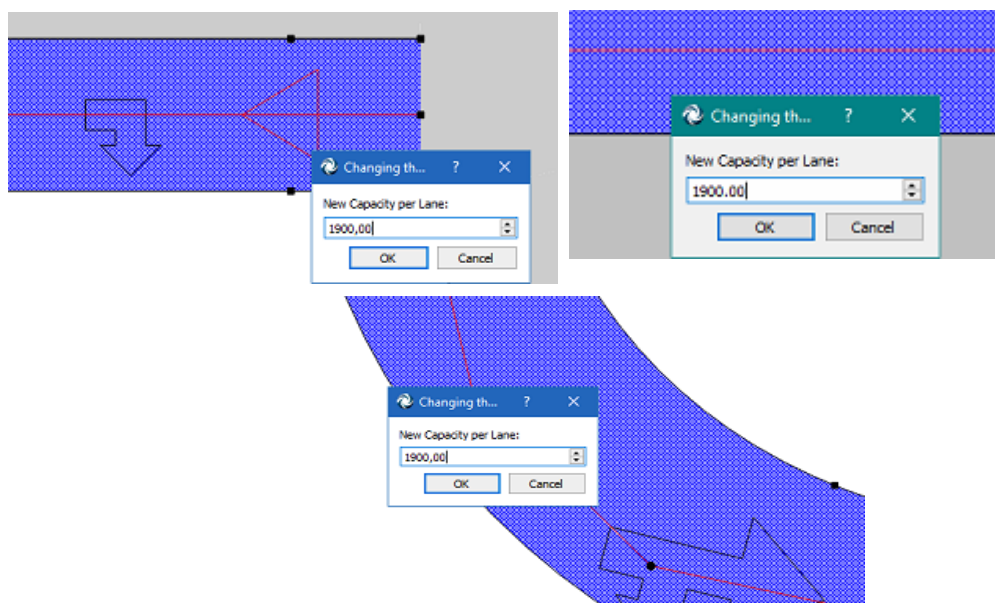 Changing th... ?
New Capacity per Lane:
1900,00
OK Cancel
Changing th... ?
New Capacity per Lane:
1900.00
OK Cancel
Changing th... ?
New Capacity per Lane:
1900,00
OK Cancel